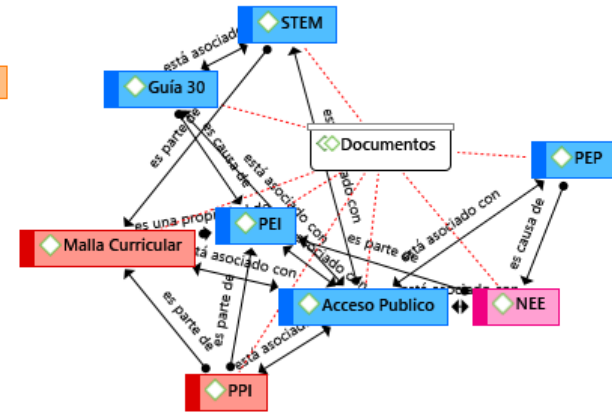 STEM
está asociado
Guía 30
es parte de
es causa de
está asociado con
Documentos
PEP
es una propi
PEI
Malla Curricular
está asociado con
es parte de
está asociado con
es causa de
Acceso Publico
NEE
es parte de
es parte de
está asociado
PPI